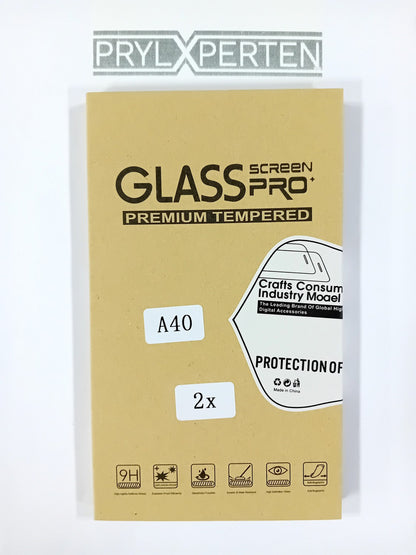 PRYLXPERTEN
GLASS SCREEN PRO+
PREMIUM TEMPERED
Crafts Consum
Industry Moael
The Leading Brand Of Global Hig
Digital Accessories
A40
PROTECTION OF
Made in China
2x
9H